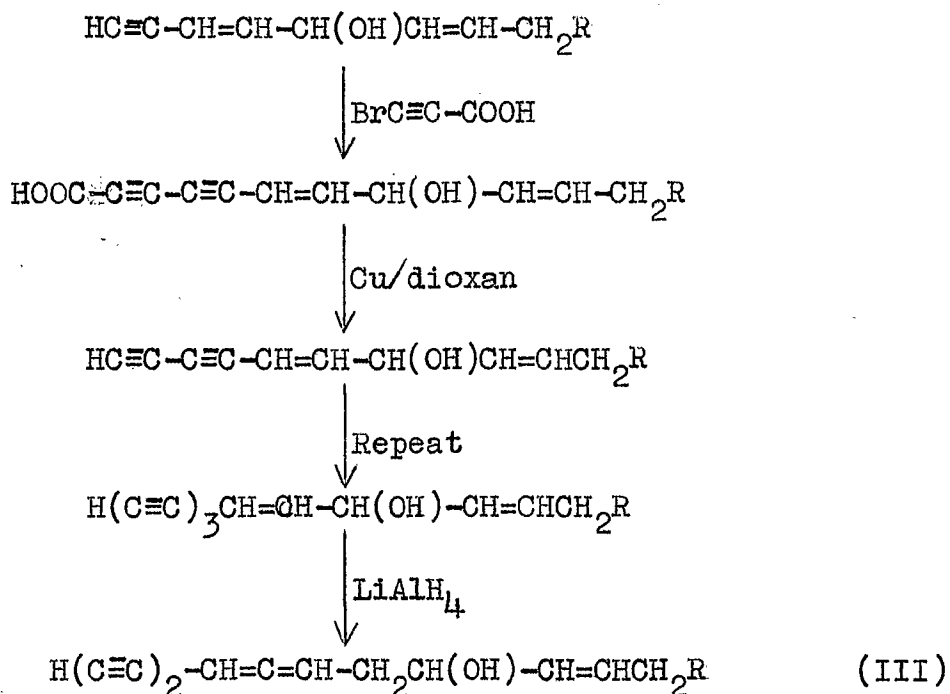 HC≡C-CH=CH-CH(OH)CH=CH-CH₂R
BrC≡C-COOH
HOOC-C≡C-C≡C-CH=CH-CH(OH)-CH=CH-CH₂R
Cu/dioxan
HC≡C-C≡C-CH=CH-CH(OH)CH=CHCH₂R
Repeat
H(C≡C)₃CH=CH-CH(OH)-CH=CHCH₂R
LiAlH₄
H(C≡C)₂-CH=C=CH-CH₂CH(OH)-CH=CHCH₂R (III)